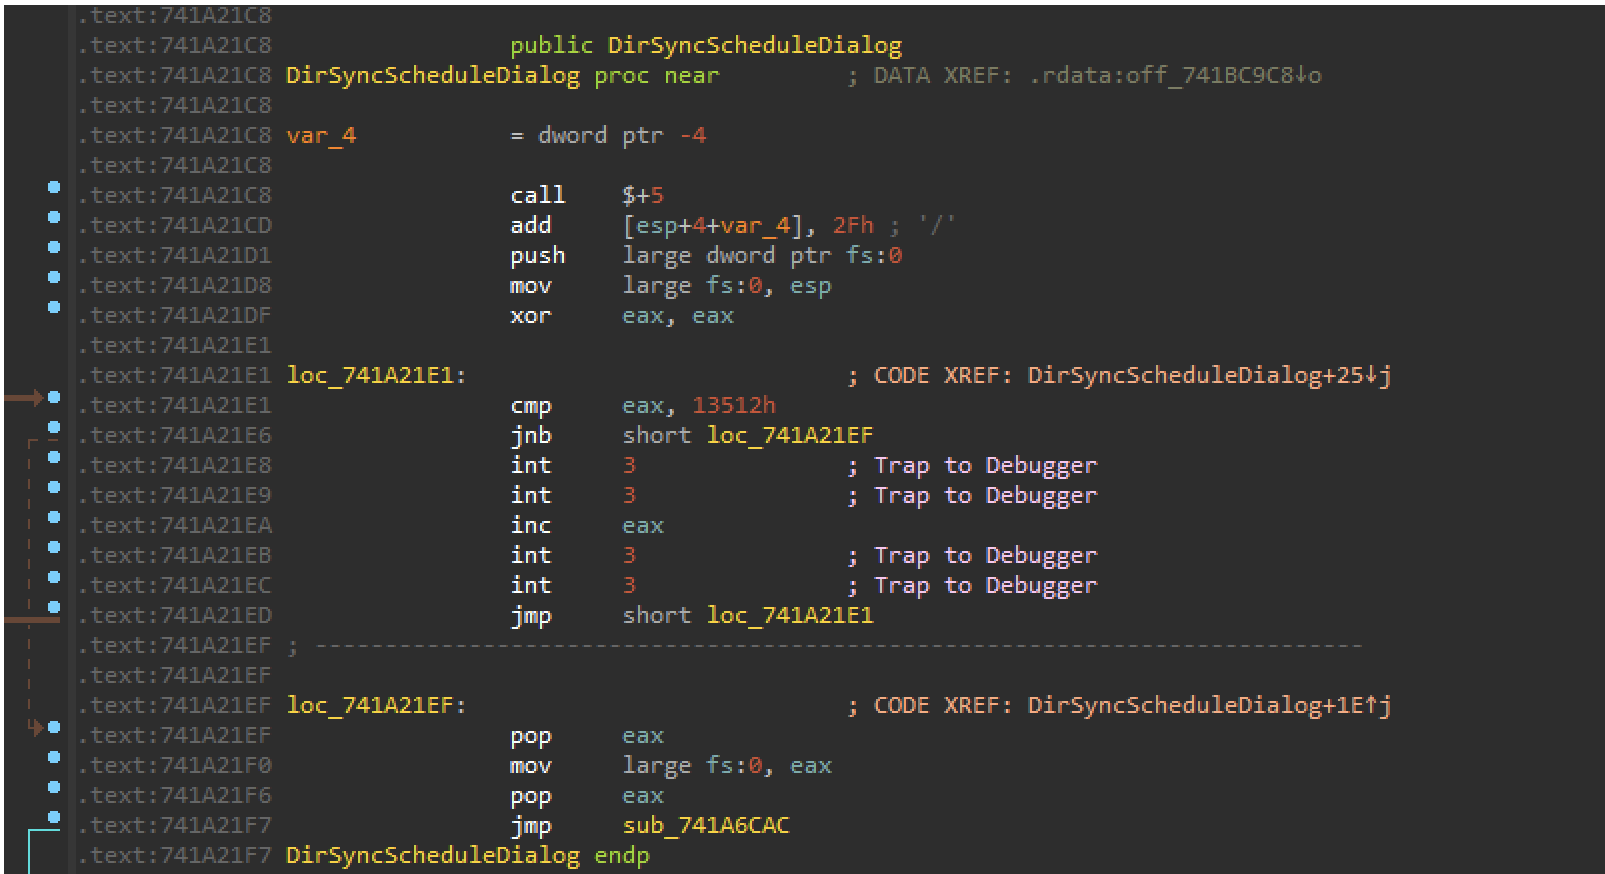 .text:741A21C8
.text:741A21C8 public DirSyncScheduleDialog
.text:741A21C8 DirSyncScheduleDialog proc near ; DATA XREF: .rdata:off_741BC9C8↓o
.text:741A21C8
.text:741A21C8 var_4 = dword ptr -4
.text:741A21C8
.text:741A21C8 call $+5
.text:741A21CD add [esp+4+var_4], 2Fh ; '/'
.text:741A21D1 push large dword ptr fs:0
.text:741A21D8 mov large fs:0, esp
.text:741A21DF xor eax, eax
.text:741A21E1
.text:741A21E1 loc_741A21E1: ; CODE XREF: DirSyncScheduleDialog+25↓j
.text:741A21E1 cmp eax, 13512h
.text:741A21E6 jnb short loc_741A21EF
.text:741A21E8 int 3 ; Trap to Debugger
.text:741A21E9 int 3 ; Trap to Debugger
.text:741A21EA inc eax
.text:741A21EB int 3 ; Trap to Debugger
.text:741A21EC int 3 ; Trap to Debugger
.text:741A21ED jmp short loc_741A21E1
.text:741A21EF ; ---------------------------------------------------------------------------
.text:741A21EF
.text:741A21EF loc_741A21EF: ; CODE XREF: DirSyncScheduleDialog+1E↑j
.text:741A21EF pop eax
.text:741A21F0 mov large fs:0, eax
.text:741A21F6 pop eax
.text:741A21F7 jmp sub_741A6CAC
.text:741A21F7 DirSyncScheduleDialog endp